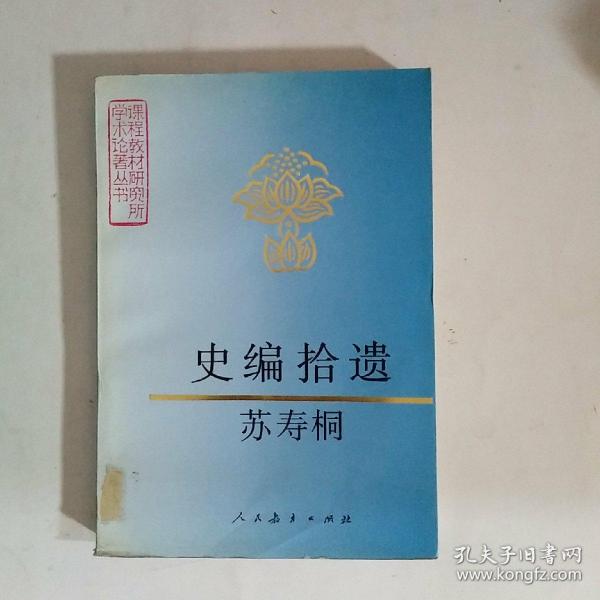 课程教材研究所
学术论著丛书
史编拾遗
苏寿桐
人民教育出版社
孔夫子旧书网
www.kongfz.com